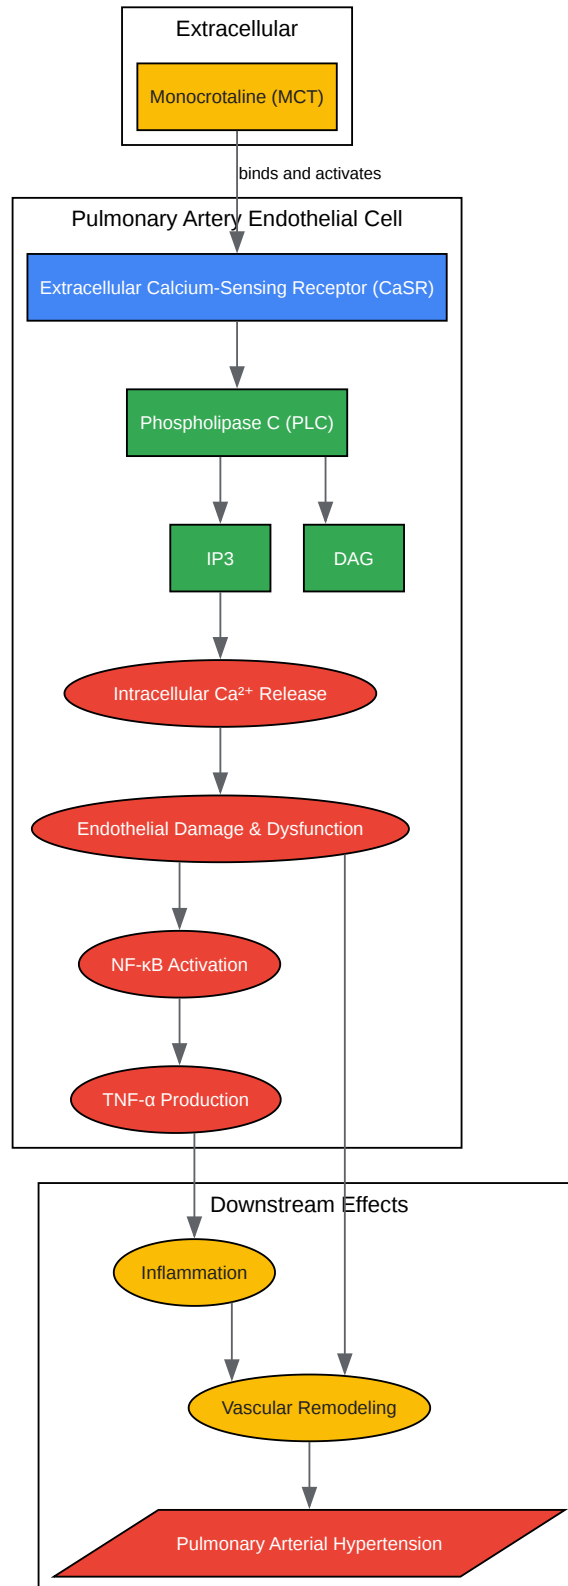 Extracellular
Monocrotaline (MCT)
binds and activates
Pulmonary Artery Endothelial Cell
Extracellular Calcium-Sensing Receptor (CaSR)
Phospholipase C (PLC)
IP3
DAG
Intracellular Ca²⁺ Release
Endothelial Damage & Dysfunction
NF-κB Activation
TNF-α Production
Downstream Effects
Inflammation
Vascular Remodeling
Pulmonary Arterial Hypertension